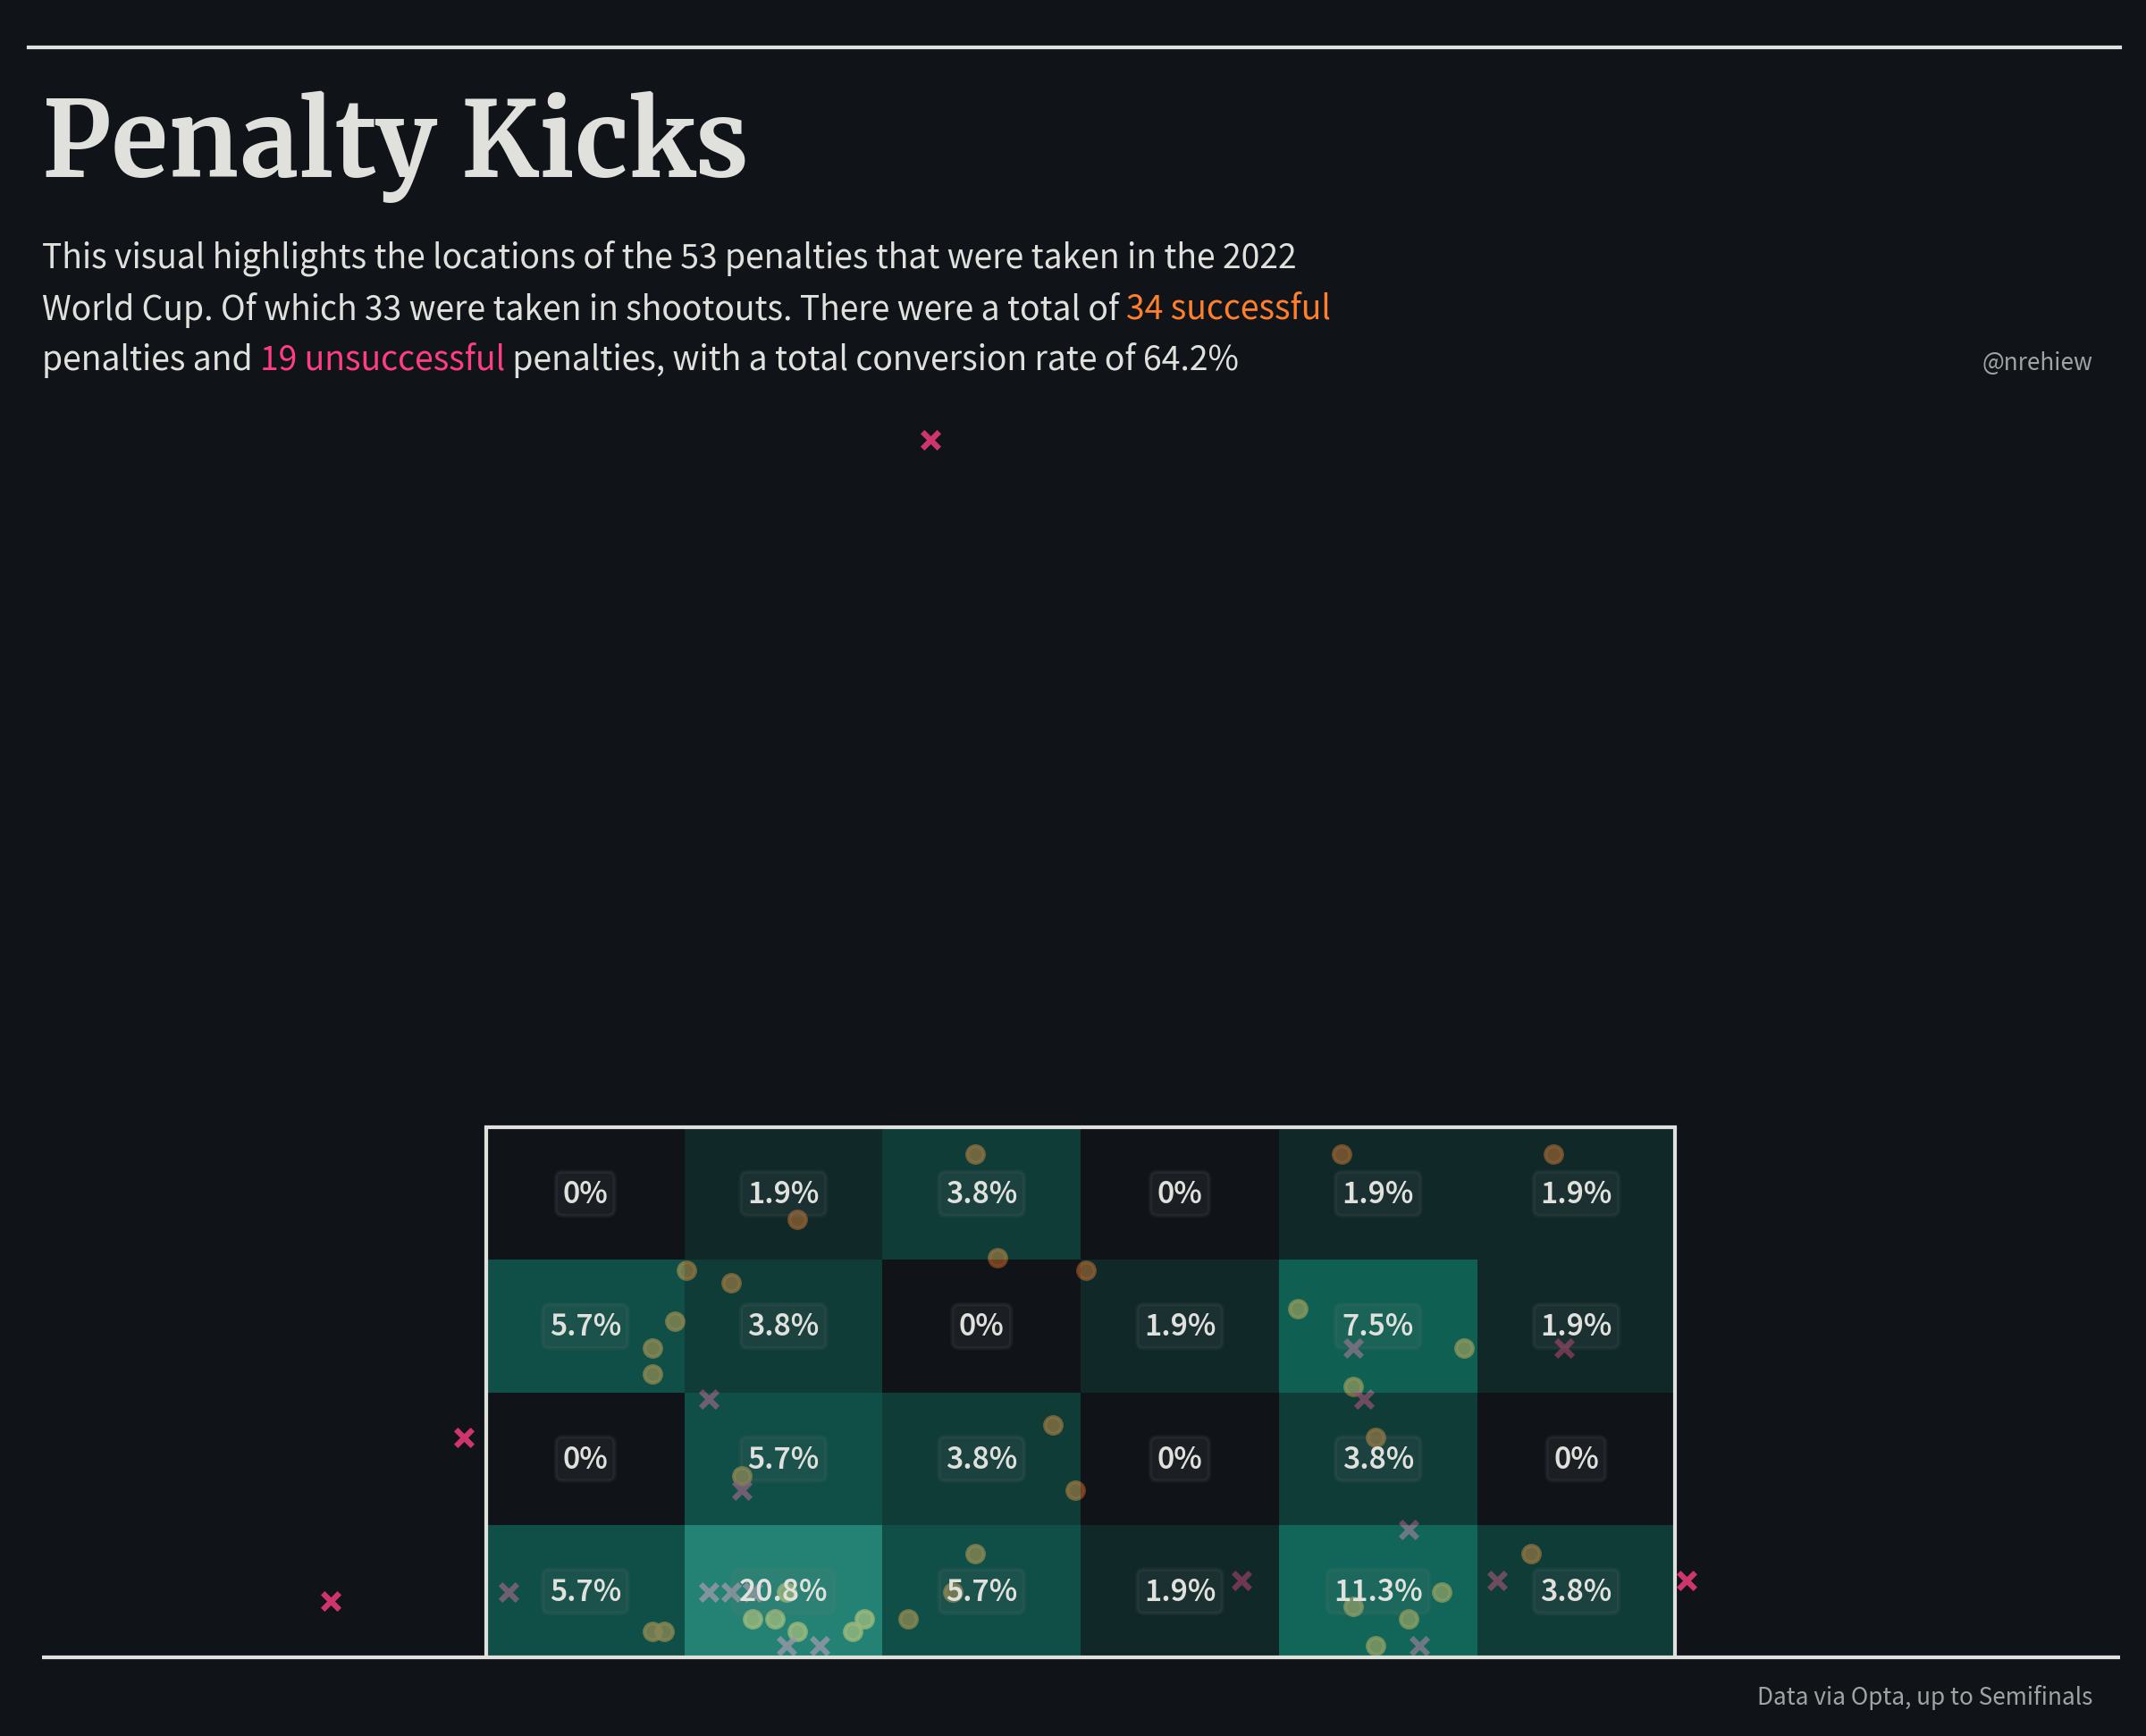 Penalty Kicks
This visual highlights the locations of the 53 penalties that were taken in the 2022
World Cup. Of which 33 were taken in shootouts. There were a total of 34 successful
penalties and 19 unsuccessful penalties, with a total conversion rate of 64.2%
@nrehiew
0% 1.9% 3.8% 0% 1.9% 1.9%
5.7% 3.8% 0% 1.9% 7.5% 1.9%
0% 5.7% 3.8% 0% 3.8% 0%
5.7% 20.8% 5.7% 1.9% 11.3% 3.8%
Data via Opta, up to Semifinals